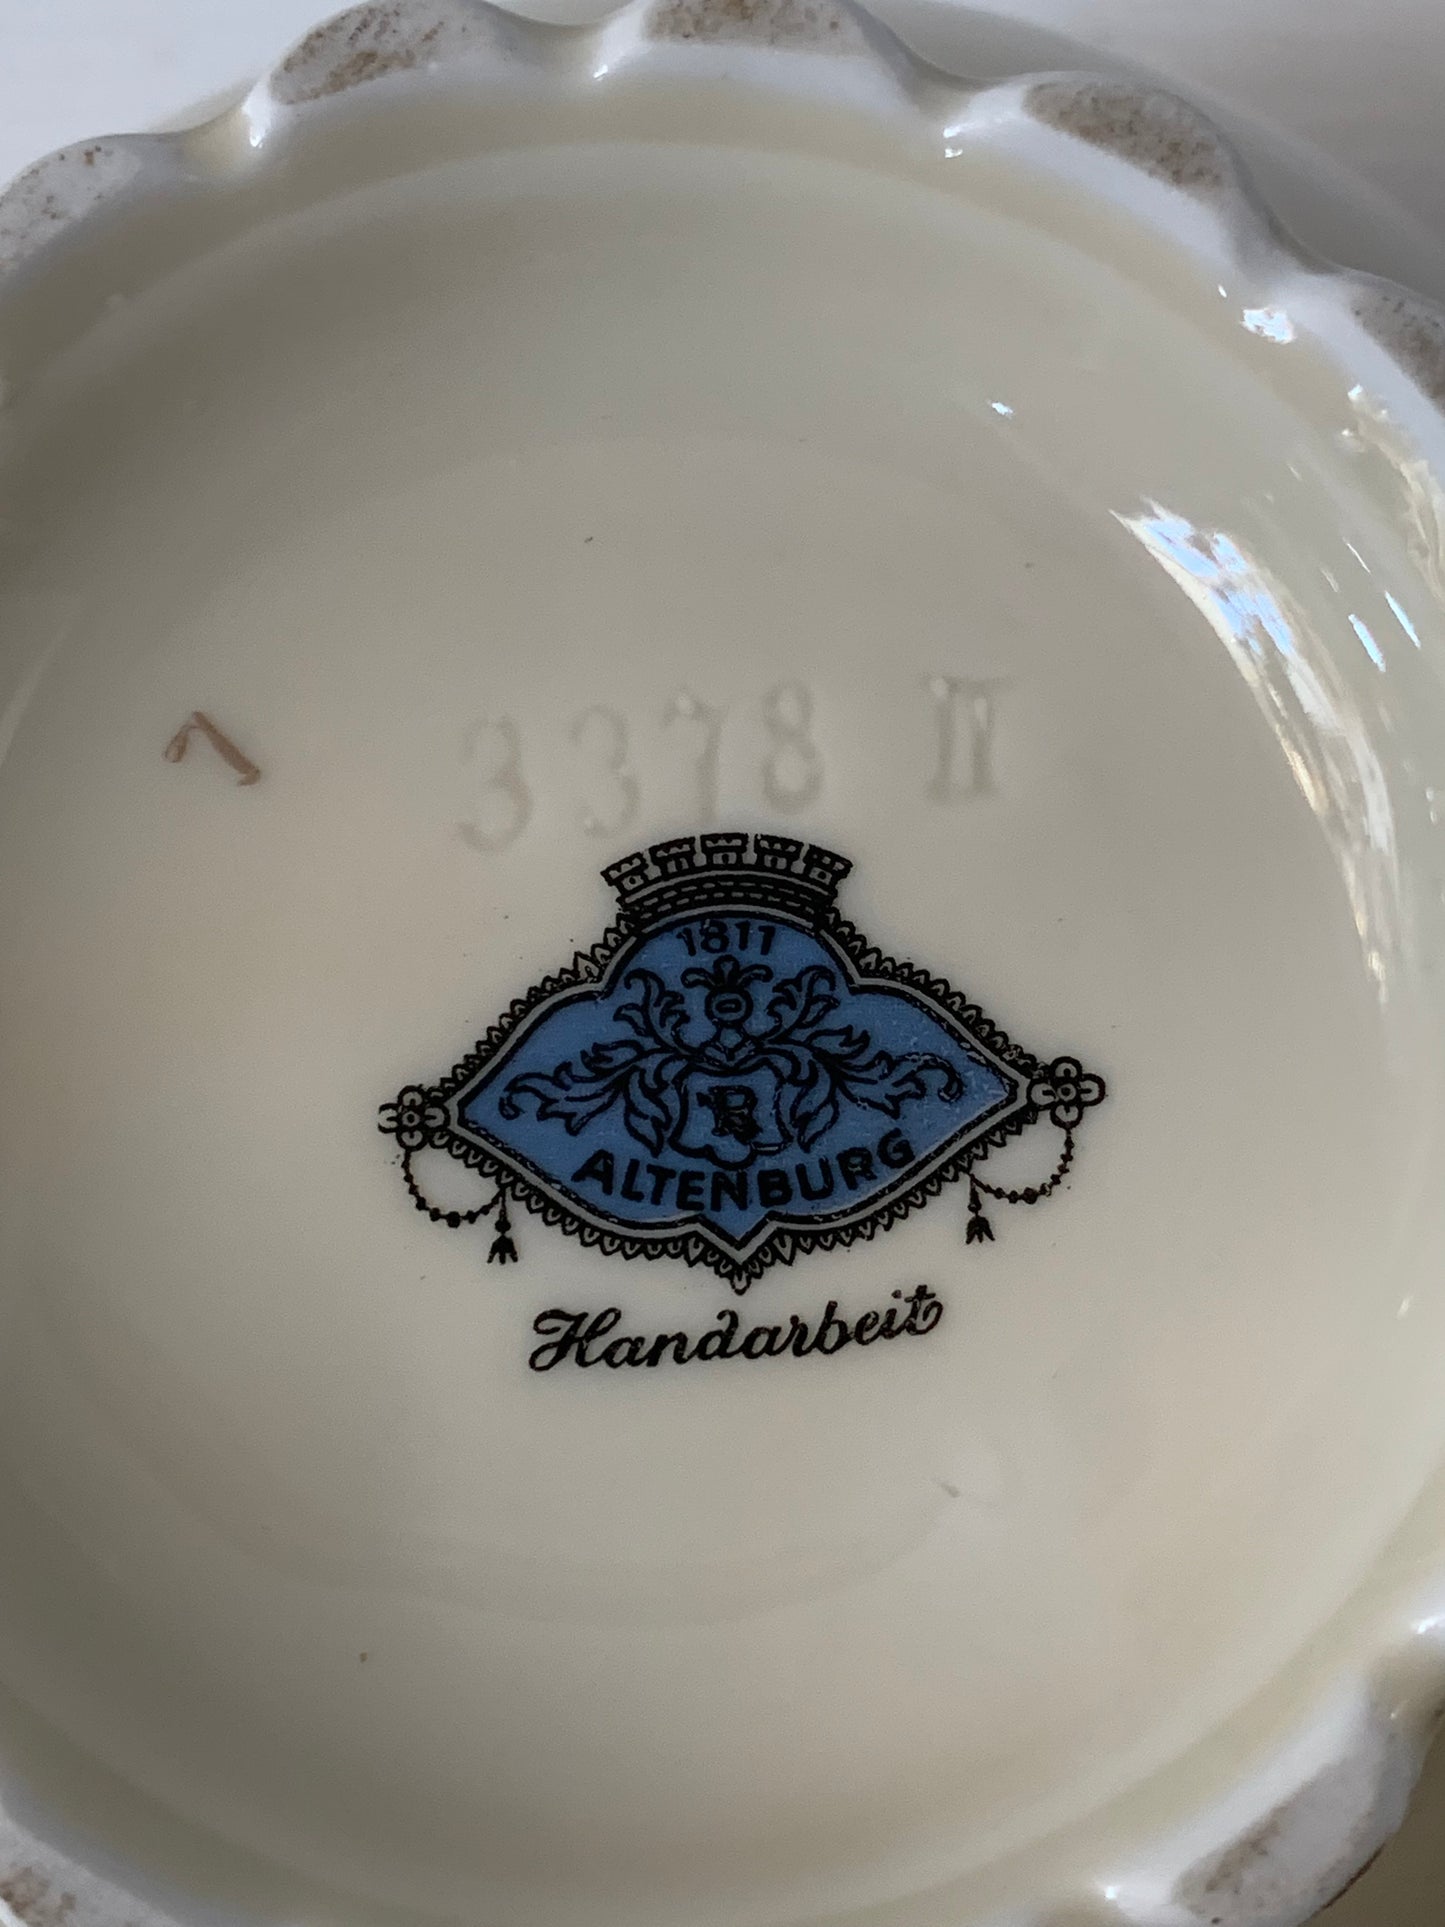 7 3378 II
1811
R
ALTENBURG
Handarbeit